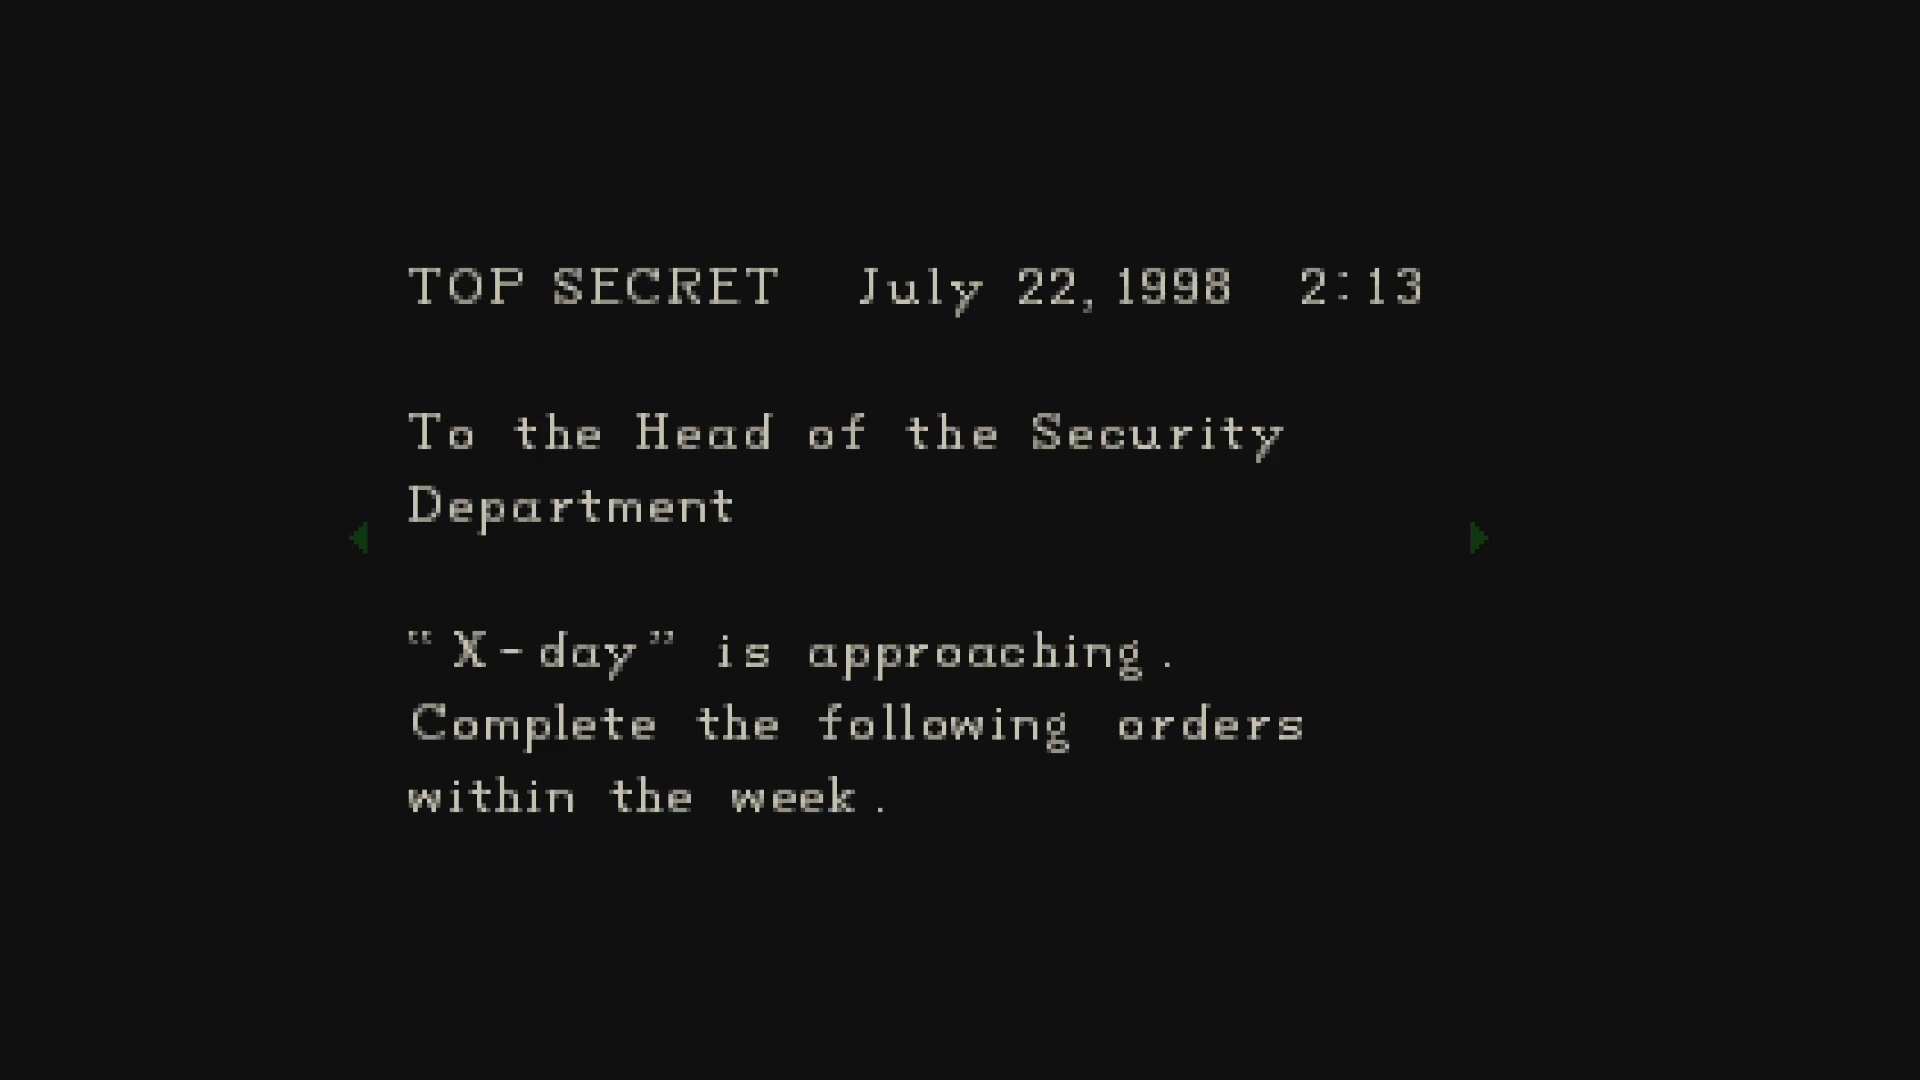 TOP SECRET July 22, 1998 2:13
To the Head of the Security
Department
“X-day” is approaching.
Complete the following orders
within the week.